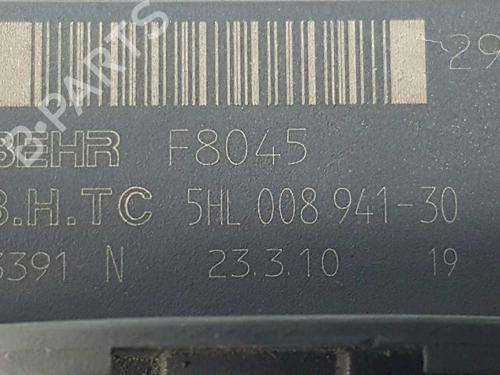 29
BEHR F8045
B.H.TC 5HL 008 941-30
3391 N 23.3.10 19
B-PARTS